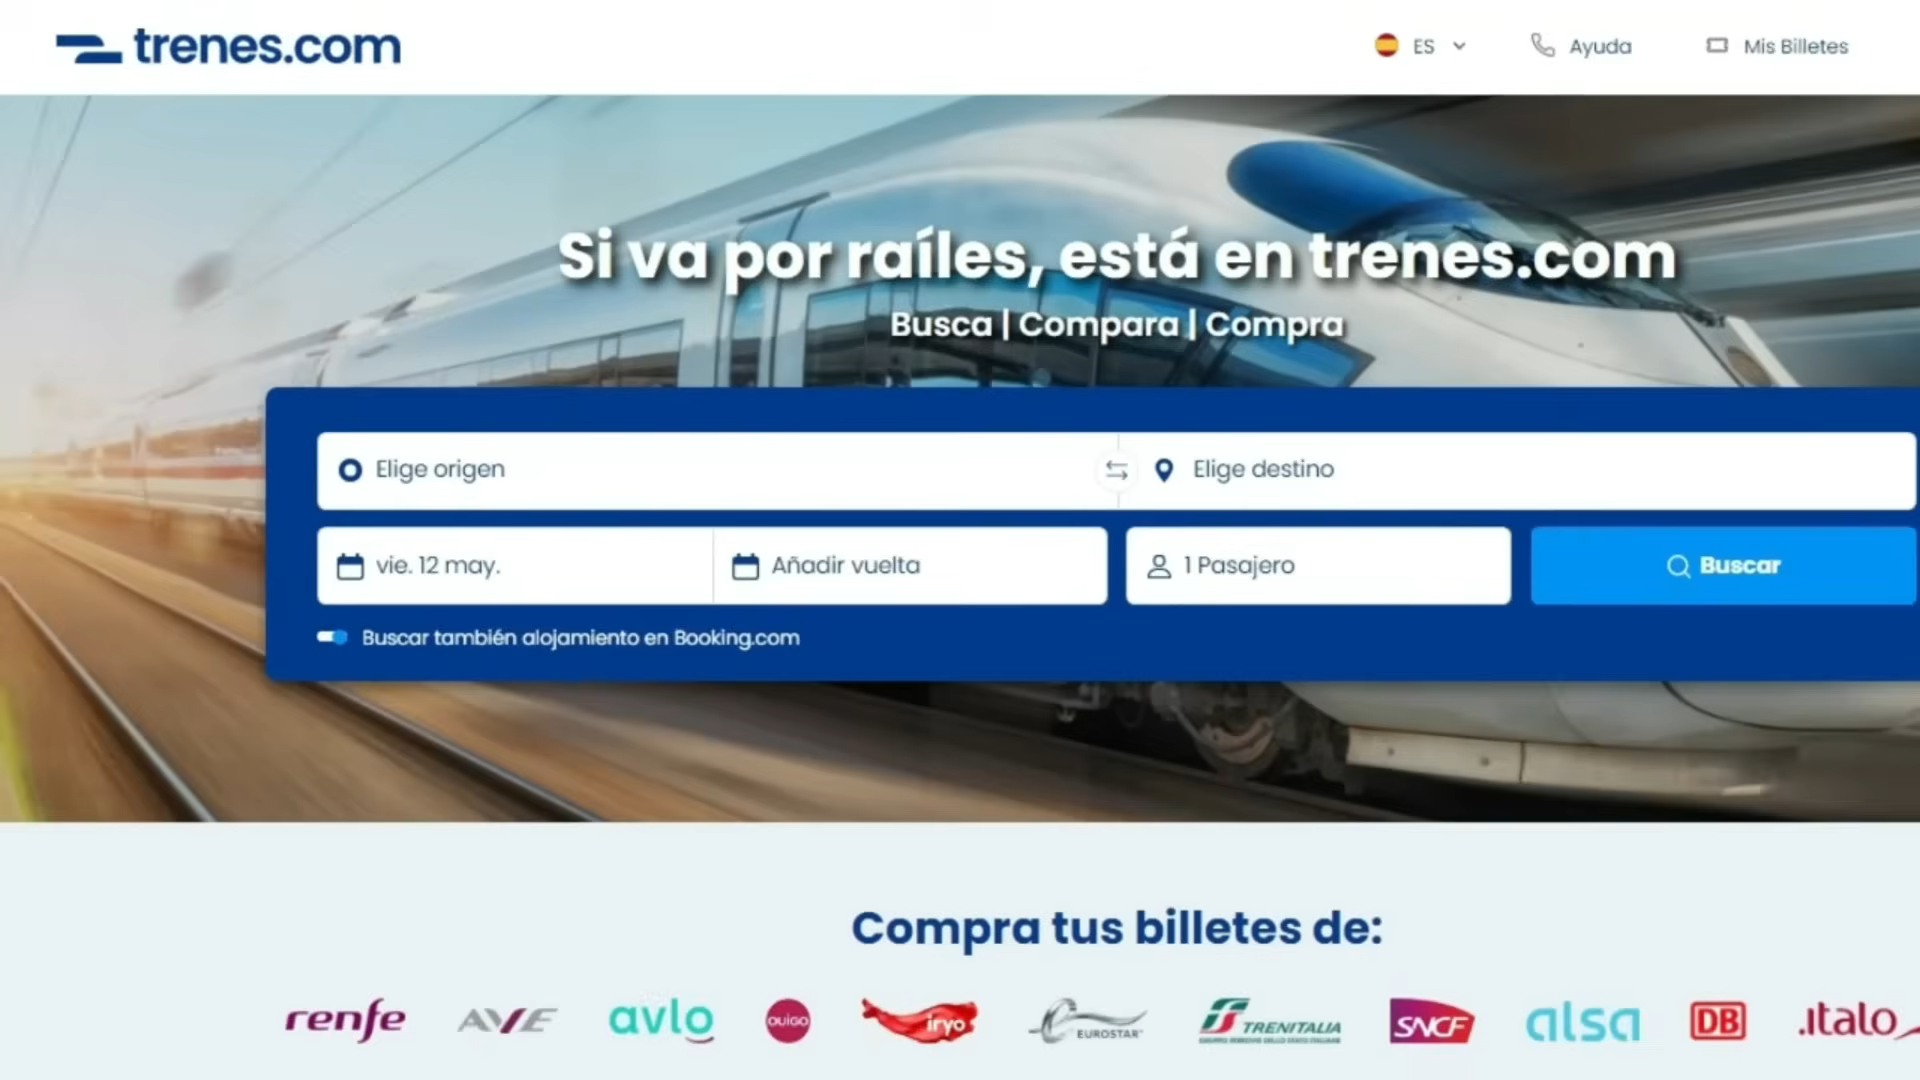 trenes.com
ES
Ayuda
Mis Billetes
Si va por raíles, está en trenes.com
Busca | Compara | Compra
Elige origen
Elige destino
vie. 12 may.
Añadir vuelta
1 Pasajero
Buscar
Buscar también alojamiento en Booking.com
Compra tus billetes de:
renfe
AVE
avlo
OUIGO
iryo
EUROSTAR
TRENITALIA
SNCF
alsa
DB
.italo